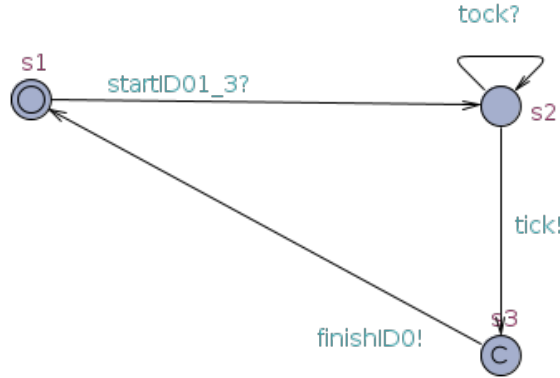 tock?
s1
startID01_3?
s2
tick!
s3
finishID0!
C